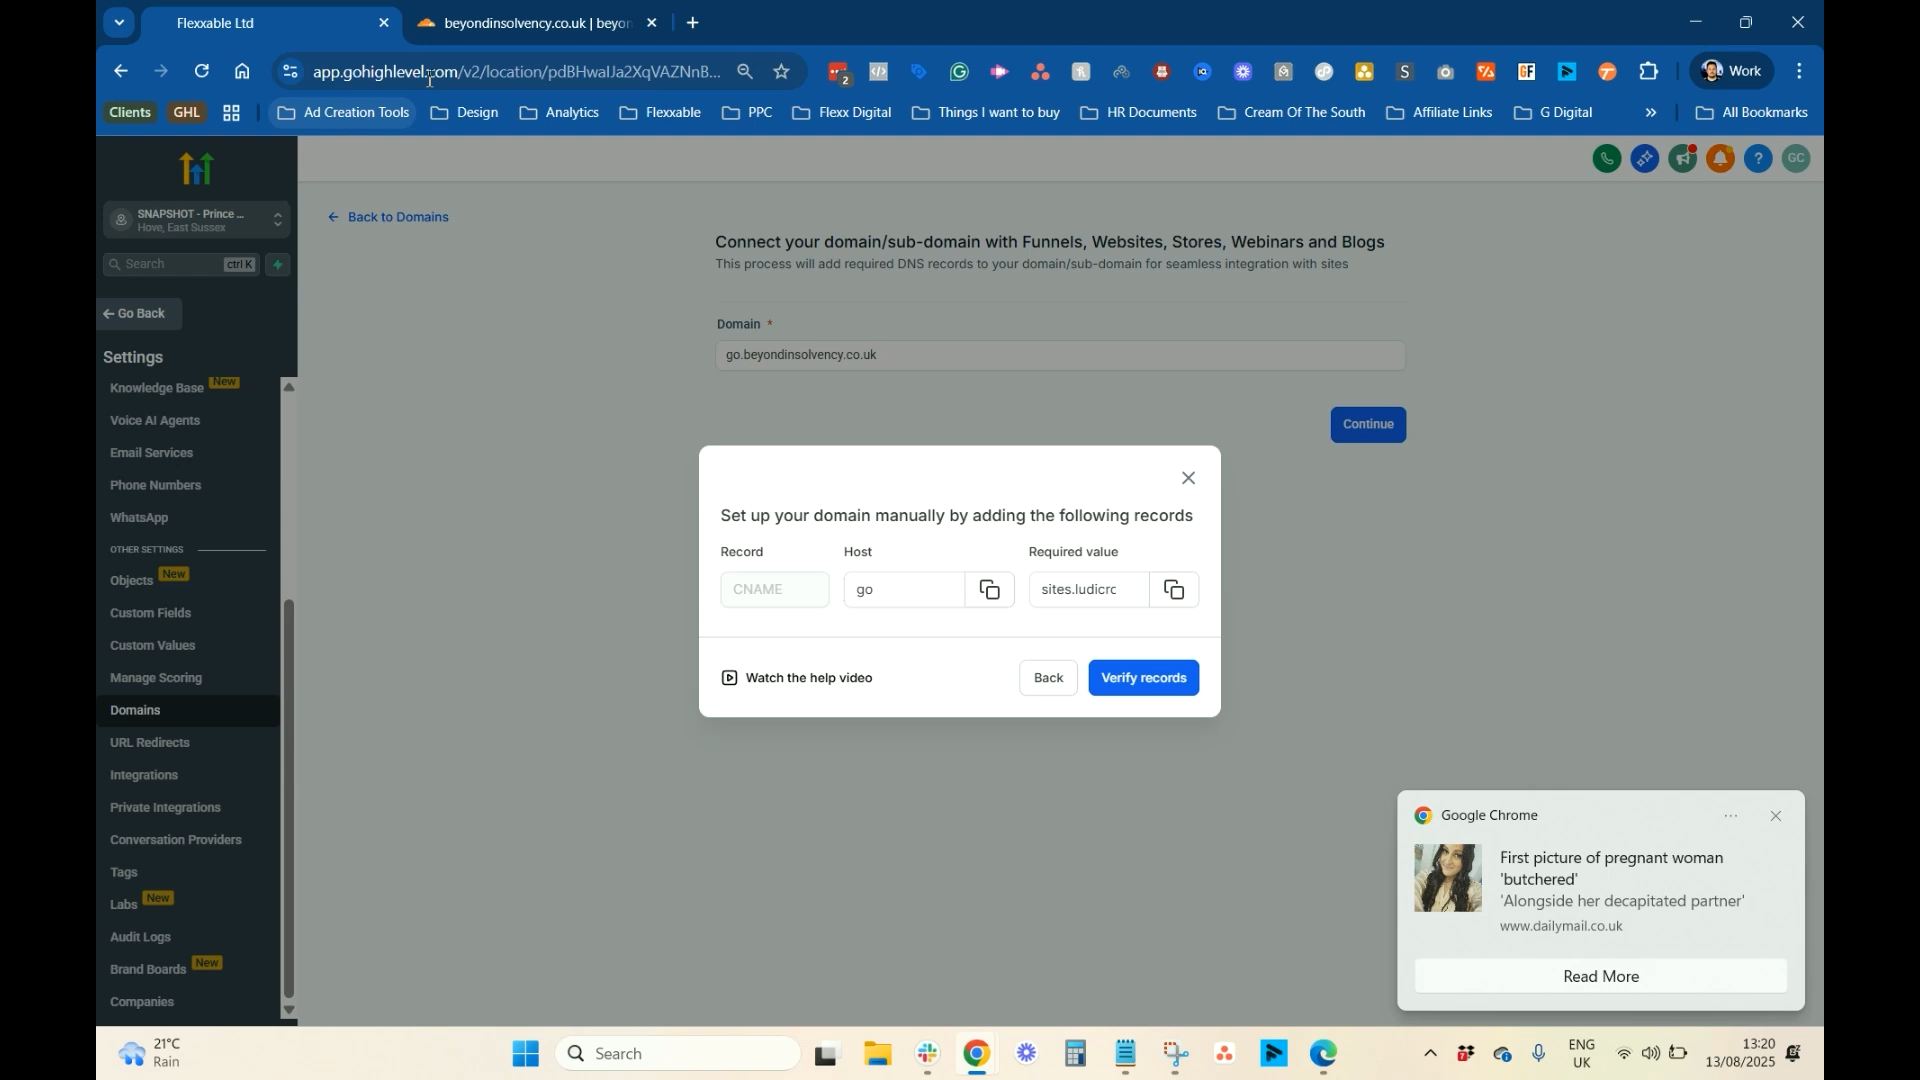 Flexxable Ltd
beyondinsolvency.co.uk | beyon
app.gohighlevel.com/v2/location/pdBHwalJa2XqVAZNnB...
2
Work
Clients
GHL
Ad Creation Tools
Design
Analytics
Flexxable
PPC
Flexx Digital
Things I want to buy
HR Documents
Cream Of The South
Affiliate Links
G Digital
All Bookmarks
SNAPSHOT - Prince ...
Hove, East Sussex
GC
Search
ctrl K
Go Back
Settings
Knowledge Base New
Voice AI Agents
Email Services
Phone Numbers
WhatsApp
OTHER SETTINGS
Objects New
Custom Fields
Custom Values
Manage Scoring
Domains
URL Redirects
Integrations
Private Integrations
Conversation Providers
Tags
Labs New
Audit Logs
Brand Boards New
Companies
Back to Domains
Connect your domain/sub-domain with Funnels, Websites, Stores, Webinars and Blogs
This process will add required DNS records to your domain/sub-domain for seamless integration with sites
Domain *
go.beyondinsolvency.co.uk
Continue
Set up your domain manually by adding the following records
Record Host Required value
CNAME go sites.ludicrc
Watch the help video
Back
Verify records
Google Chrome
First picture of pregnant woman
'butchered'
'Alongside her decapitated partner'
www.dailymail.co.uk
Read More
21°C
Rain
Search
ENG
UK
13:20
13/08/2025